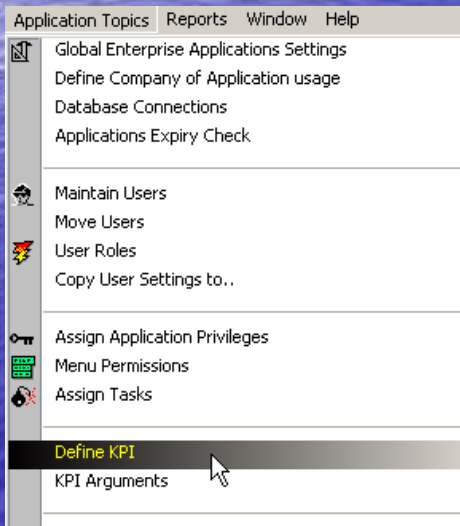 Application Topics Reports Window Help
Global Enterprise Applications Settings
Define Company of Application usage
Database Connections
Applications Expiry Check
Maintain Users
Move Users
User Roles
Copy User Settings to..
Assign Application Privileges
Menu Permissions
Assign Tasks
Define KPI
KPI Arguments